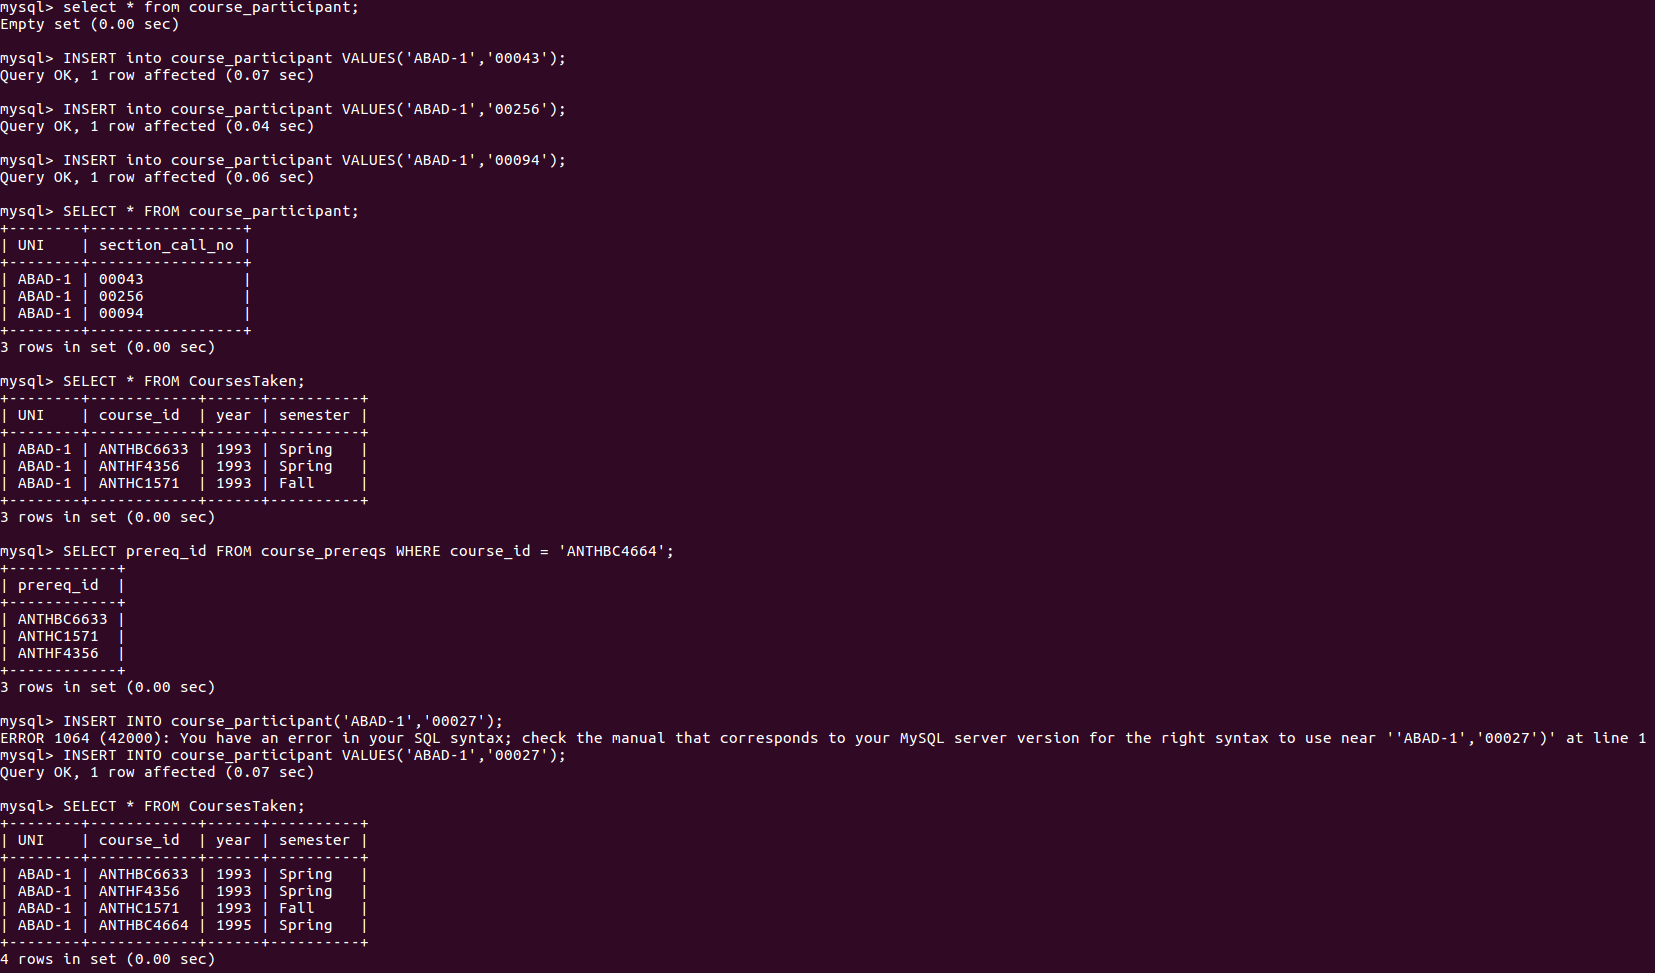 mysql> select * from course_participant;
Empty set (0.00 sec)
mysql> INSERT into course_participant VALUES('ABAD-1','00043');
Query OK, 1 row affected (0.07 sec)
mysql> INSERT into course_participant VALUES('ABAD-1','00256');
Query OK, 1 row affected (0.04 sec)
mysql> INSERT into course_participant VALUES('ABAD-1','00094');
Query OK, 1 row affected (0.06 sec)
mysql> SELECT * FROM course_participant;
+--------+-----------------+
| UNI    | section_call_no |
+--------+-----------------+
| ABAD-1 | 00043           |
| ABAD-1 | 00256           |
| ABAD-1 | 00094           |
+--------+-----------------+
3 rows in set (0.00 sec)
mysql> SELECT * FROM CoursesTaken;
+--------+------------+------+----------+
| UNI    | course_id  | year | semester |
+--------+------------+------+----------+
| ABAD-1 | ANTHBC6633 | 1993 | Spring   |
| ABAD-1 | ANTHF4356  | 1993 | Spring   |
| ABAD-1 | ANTHC1571  | 1993 | Fall     |
+--------+------------+------+----------+
3 rows in set (0.00 sec)
mysql> SELECT prereq_id FROM course_prereqs WHERE course_id = 'ANTHBC4664';
+------------+
| prereq_id  |
+------------+
| ANTHBC6633 |
| ANTHC1571  |
| ANTHF4356  |
+------------+
3 rows in set (0.00 sec)
mysql> INSERT INTO course_participant('ABAD-1','00027');
ERROR 1064 (42000): You have an error in your SQL syntax; check the manual that corresponds to your MySQL server version for the right syntax to use near ''ABAD-1','00027')' at line 1
mysql> INSERT INTO course_participant VALUES('ABAD-1','00027');
Query OK, 1 row affected (0.07 sec)
mysql> SELECT * FROM CoursesTaken;
+--------+------------+------+----------+
| UNI    | course_id  | year | semester |
+--------+------------+------+----------+
| ABAD-1 | ANTHBC6633 | 1993 | Spring   |
| ABAD-1 | ANTHF4356  | 1993 | Spring   |
| ABAD-1 | ANTHC1571  | 1993 | Fall     |
| ABAD-1 | ANTHBC4664 | 1995 | Spring   |
+--------+------------+------+----------+
4 rows in set (0.00 sec)